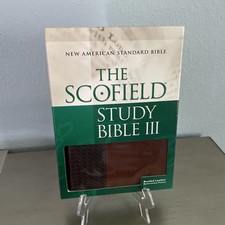 NEW AMERICAN STANDARD BIBLE
THE
SCOFIELD
STUDY
BIBLE III